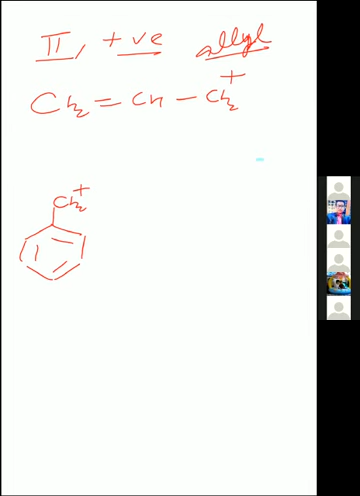 II, +ve allyl
CH₂ = CH - CH₂⁺
CH₂⁺